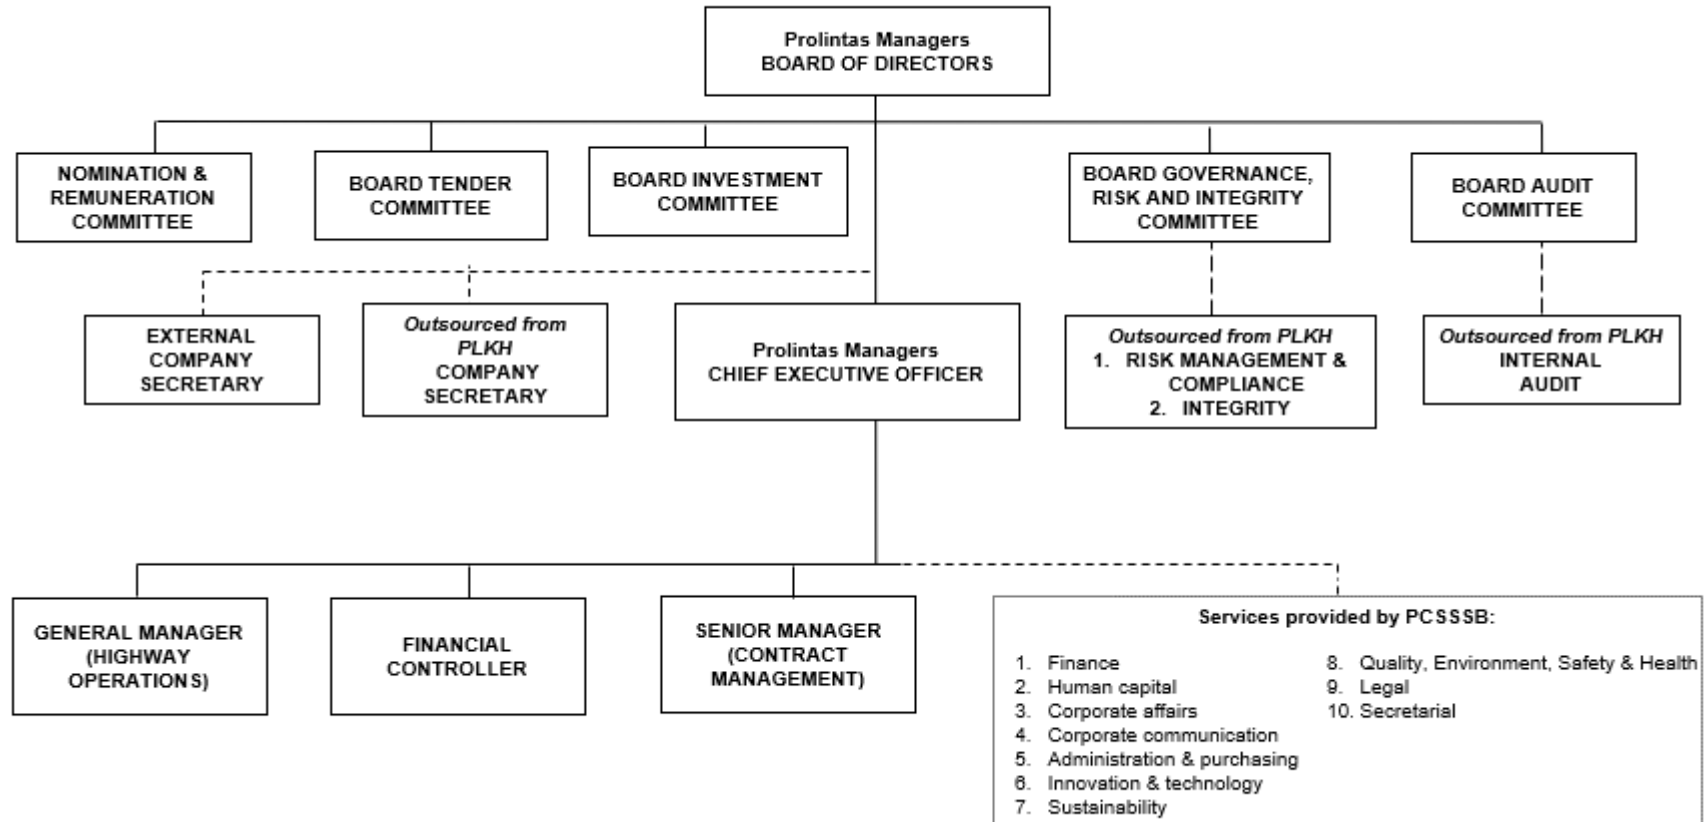 Prolintas Managers
BOARD OF DIRECTORS
NOMINATION &
REMUNERATION
COMMITTEE
BOARD TENDER
COMMITTEE
BOARD INVESTMENT
COMMITTEE
BOARD GOVERNANCE,
RISK AND INTEGRITY
COMMITTEE
BOARD AUDIT
COMMITTEE
EXTERNAL
COMPANY
SECRETARY
Outsourced from
PLKH
COMPANY
SECRETARY
Prolintas Managers
CHIEF EXECUTIVE OFFICER
Outsourced from PLKH
1. RISK MANAGEMENT &
COMPLIANCE
2. INTEGRITY
Outsourced from PLKH
INTERNAL
AUDIT
GENERAL MANAGER
(HIGHWAY
OPERATIONS)
FINANCIAL
CONTROLLER
SENIOR MANAGER
(CONTRACT
MANAGEMENT)
Services provided by PCSSSB:
1. Finance
2. Human capital
3. Corporate affairs
4. Corporate communication
5. Administration & purchasing
6. Innovation & technology
7. Sustainability
8. Quality, Environment, Safety & Health
9. Legal
10. Secretarial